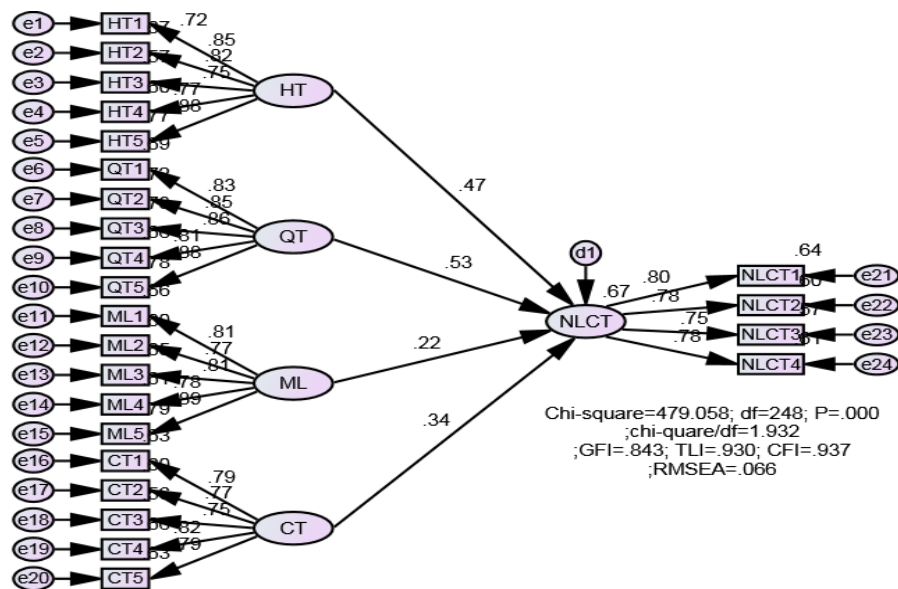 e1
HT1
.72
e2
HT2
.85
e3
HT3
.82
e4
HT4
.75
e5
HT5
.77
HT
.47
e6
QT1
.83
e7
QT2
.85
e8
QT3
.86
e9
QT4
.81
e10
QT5
QT
.53
e11
ML1
.81
e12
ML2
.77
e13
ML3
.81
e14
ML4
.78
e15
ML5
ML
.22
e16
CT1
.79
e17
CT2
.77
e18
CT3
.75
e19
CT4
.82
e20
CT5
.79
CT
.34
d1
.67
NLCT
.64
.80
NLCT1
e21
.78
NLCT2
e22
.75
NLCT3
e23
.78
NLCT4
e24
Chi-square=479.058; df=248; P=.000
;chi-quare/df=1.932
;GFI=.843; TLI=.930; CFI=.937
;RMSEA=.066